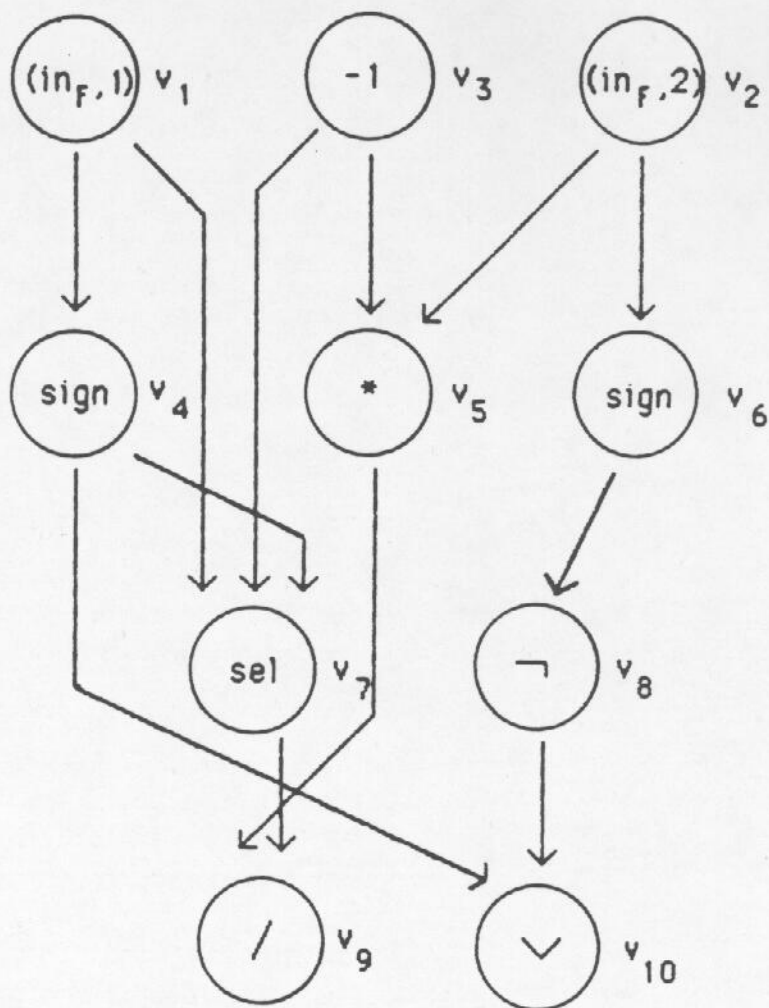 (in_F,1) v_1 -1 v_3 (in_F,2) v_2
sign v_4 * v_5 sign v_6
sel v_7 ¬ v_8
/ v_9 ∨ v_10